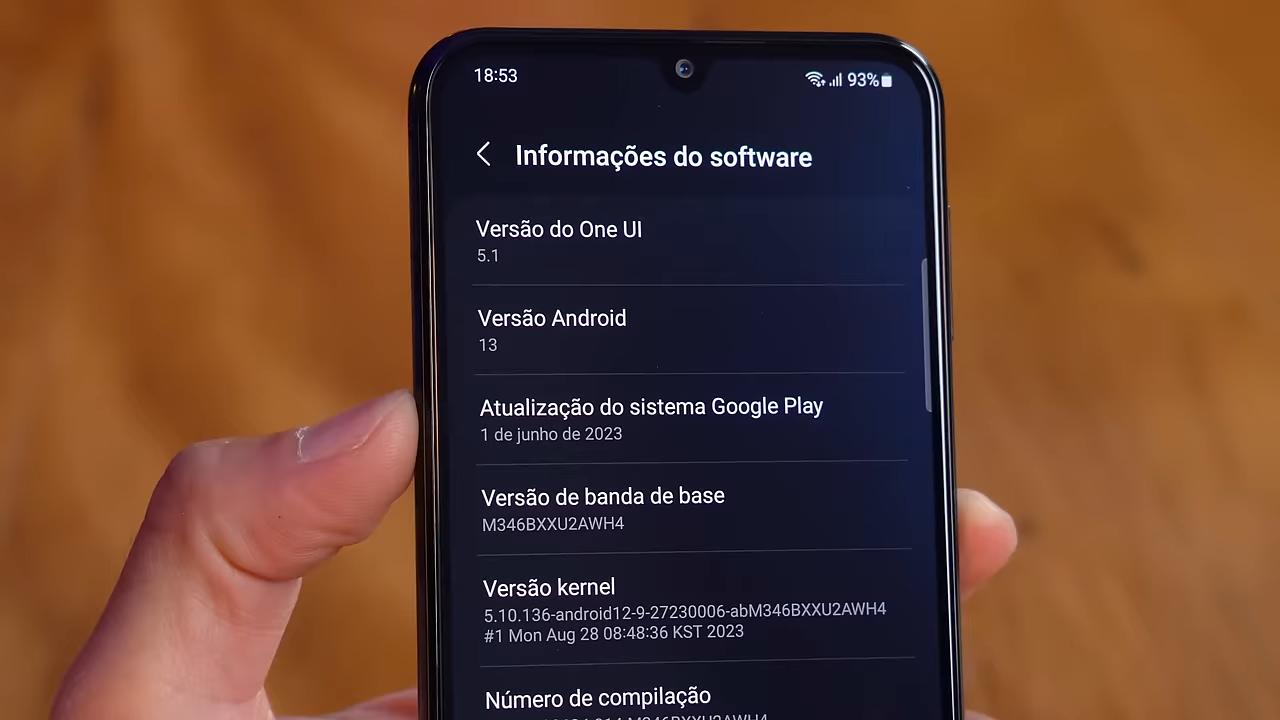 18:53
93%
Informações do software
Versão do One UI
5.1
Versão Android
13
Atualização do sistema Google Play
1 de junho de 2023
Versão de banda de base
M346BXXU2AWH4
Versão kernel
5.10.136-android12-9-27230006-abM346BXXU2AWH4
#1 Mon Aug 28 08:48:36 KST 2023
Número de compilação